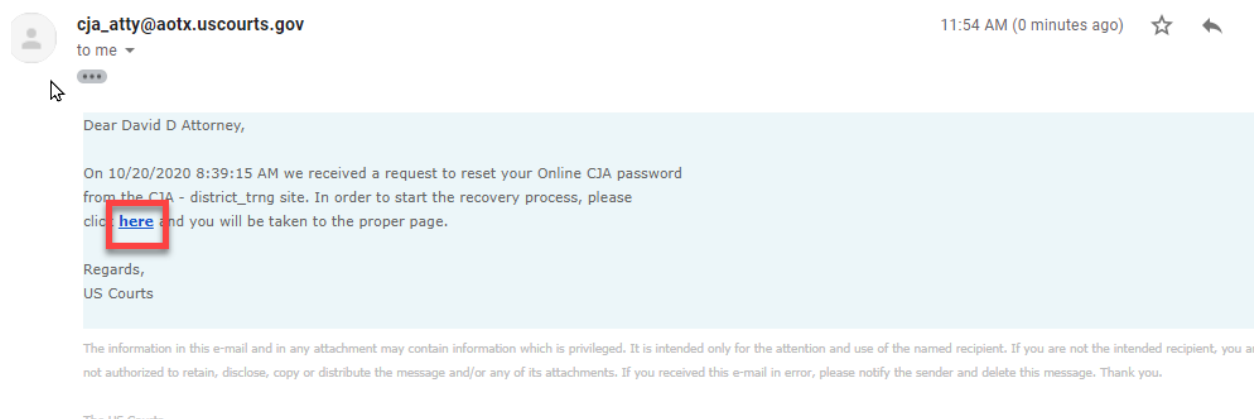 cja_atty@aotx.uscourts.gov 11:54 AM (0 minutes ago)
to me
Dear David D Attorney,
On 10/20/2020 8:39:15 AM we received a request to reset your Online CJA password
from the CJA - district_trng site. In order to start the recovery process, please
click here and you will be taken to the proper page.
Regards,
US Courts
The information in this e-mail and in any attachment may contain information which is privileged. It is intended only for the attention and use of the named recipient. If you are not the intended recipient, you
not authorized to retain, disclose, copy or distribute the message and/or any of its attachments. If you received this e-mail in error, please notify the sender and delete this message. Thank you.
The US Courts